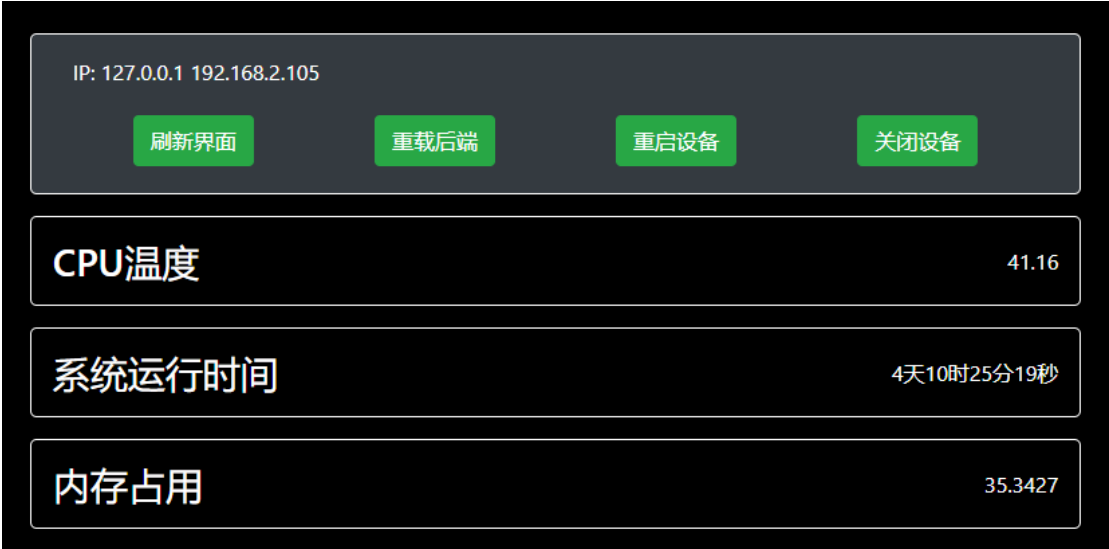 IP: 127.0.0.1 192.168.2.105
刷新界面 重载后端 重启设备 关闭设备
CPU温度 41.16
系统运行时间 4天10时25分19秒
内存占用 35.3427